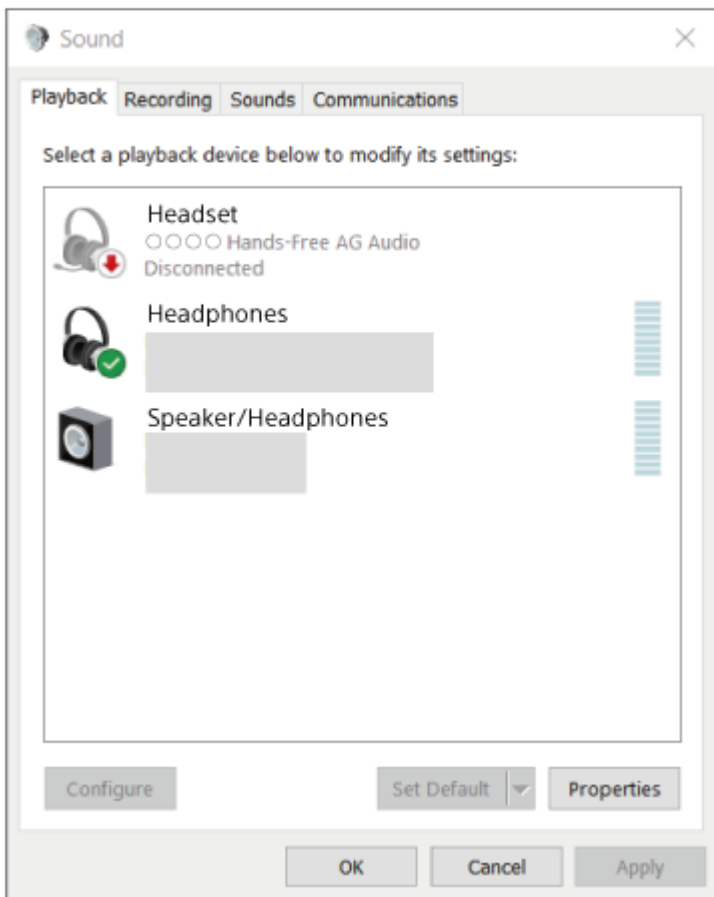 Sound
Playback Recording Sounds Communications
Select a playback device below to modify its settings:
Headset
○○○○ Hands-Free AG Audio
Disconnected
Headphones
Speaker/Headphones
Configure Set Default Properties
OK Cancel Apply